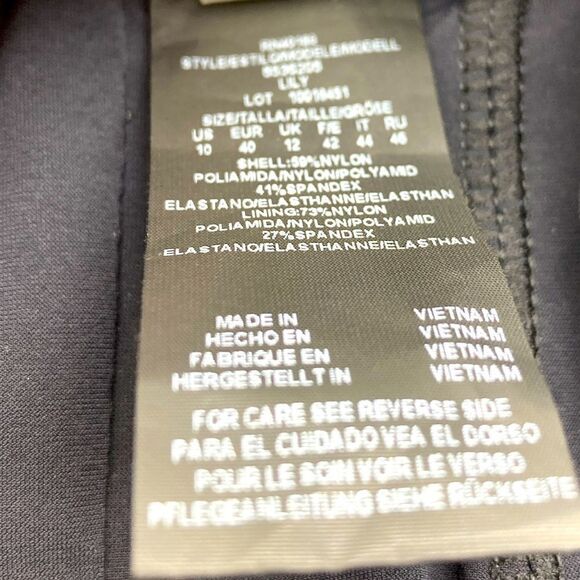 STYLE/ESTILO/MODELE/MODELL
LILY
LOT 10018451
SIZE/TALLA/TAILLE/GRÖSSE
US EUR UK F/E IT RU
10 40 12 42 44 46
SHELL:59%NYLON
POLIAMIDA/NYLON/POLYAMID
41%SPANDEX
ELASTANO/ELASTHANNE/ELASTHAN
LINING:73%NYLON
POLIAMIDA/NYLON/POLYAMID
27%SPANDEX
ELASTANO/ELASTHANNE/ELASTHAN
MADE IN VIETNAM
HECHO EN VIETNAM
FABRIQUE EN VIETNAM
HERGESTELLT IN VIETNAM
FOR CARE SEE REVERSE SIDE
PARA EL CUIDADO VEA EL DORSO
POUR LE SOIN VOIR LE VERSO
PFLEGEANLEITUNG SIEHE RÜCKSEITE